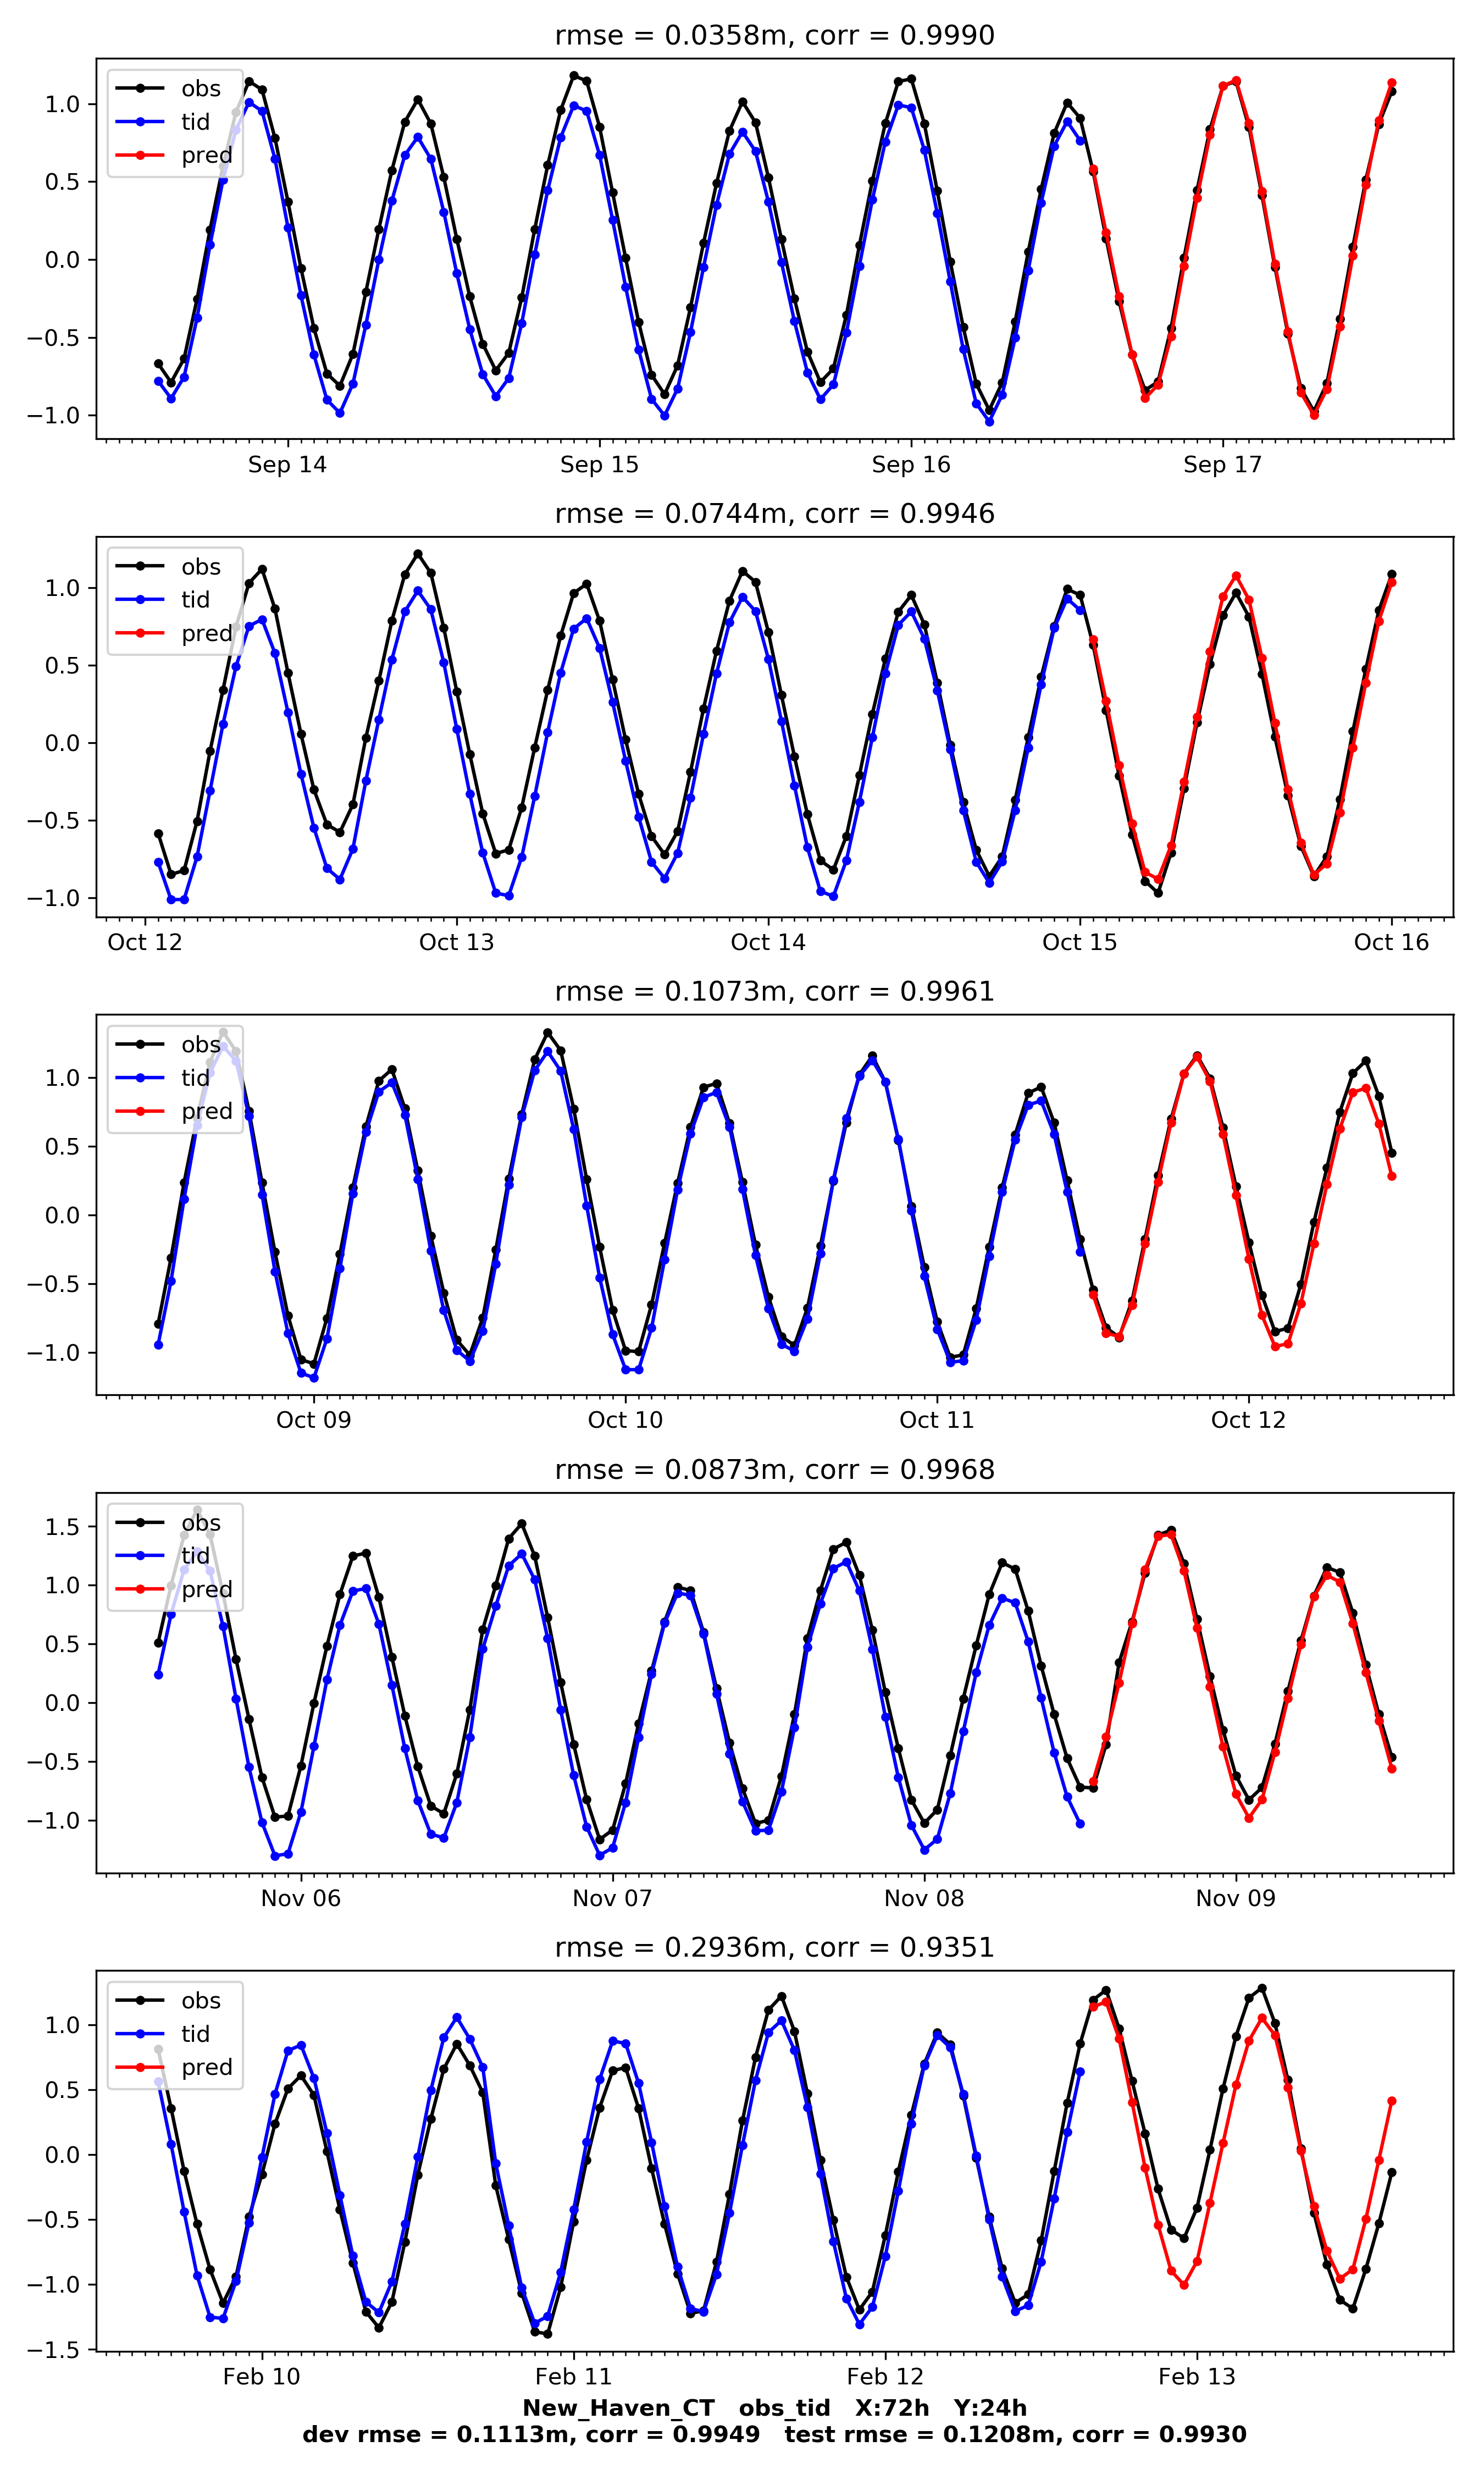 rmse = 0.0358m, corr = 0.9990
obs
tid
pred
1.0
0.5
0.0
−0.5
−1.0
Sep 14 Sep 15 Sep 16 Sep 17
rmse = 0.0744m, corr = 0.9946
obs
tid
pred
1.0
0.5
0.0
−0.5
−1.0
Oct 12 Oct 13 Oct 14 Oct 15 Oct 16
rmse = 0.1073m, corr = 0.9961
obs
tid
pred
1.0
0.5
0.0
−0.5
−1.0
Oct 09 Oct 10 Oct 11 Oct 12
rmse = 0.0873m, corr = 0.9968
obs
tid
pred
1.5
1.0
0.5
0.0
−0.5
−1.0
Nov 06 Nov 07 Nov 08 Nov 09
rmse = 0.2936m, corr = 0.9351
obs
tid
pred
1.0
0.5
0.0
−0.5
−1.0
−1.5
Feb 10 Feb 11 Feb 12 Feb 13
New_Haven_CT obs_tid X:72h Y:24h
dev rmse = 0.1113m, corr = 0.9949 test rmse = 0.1208m, corr = 0.9930